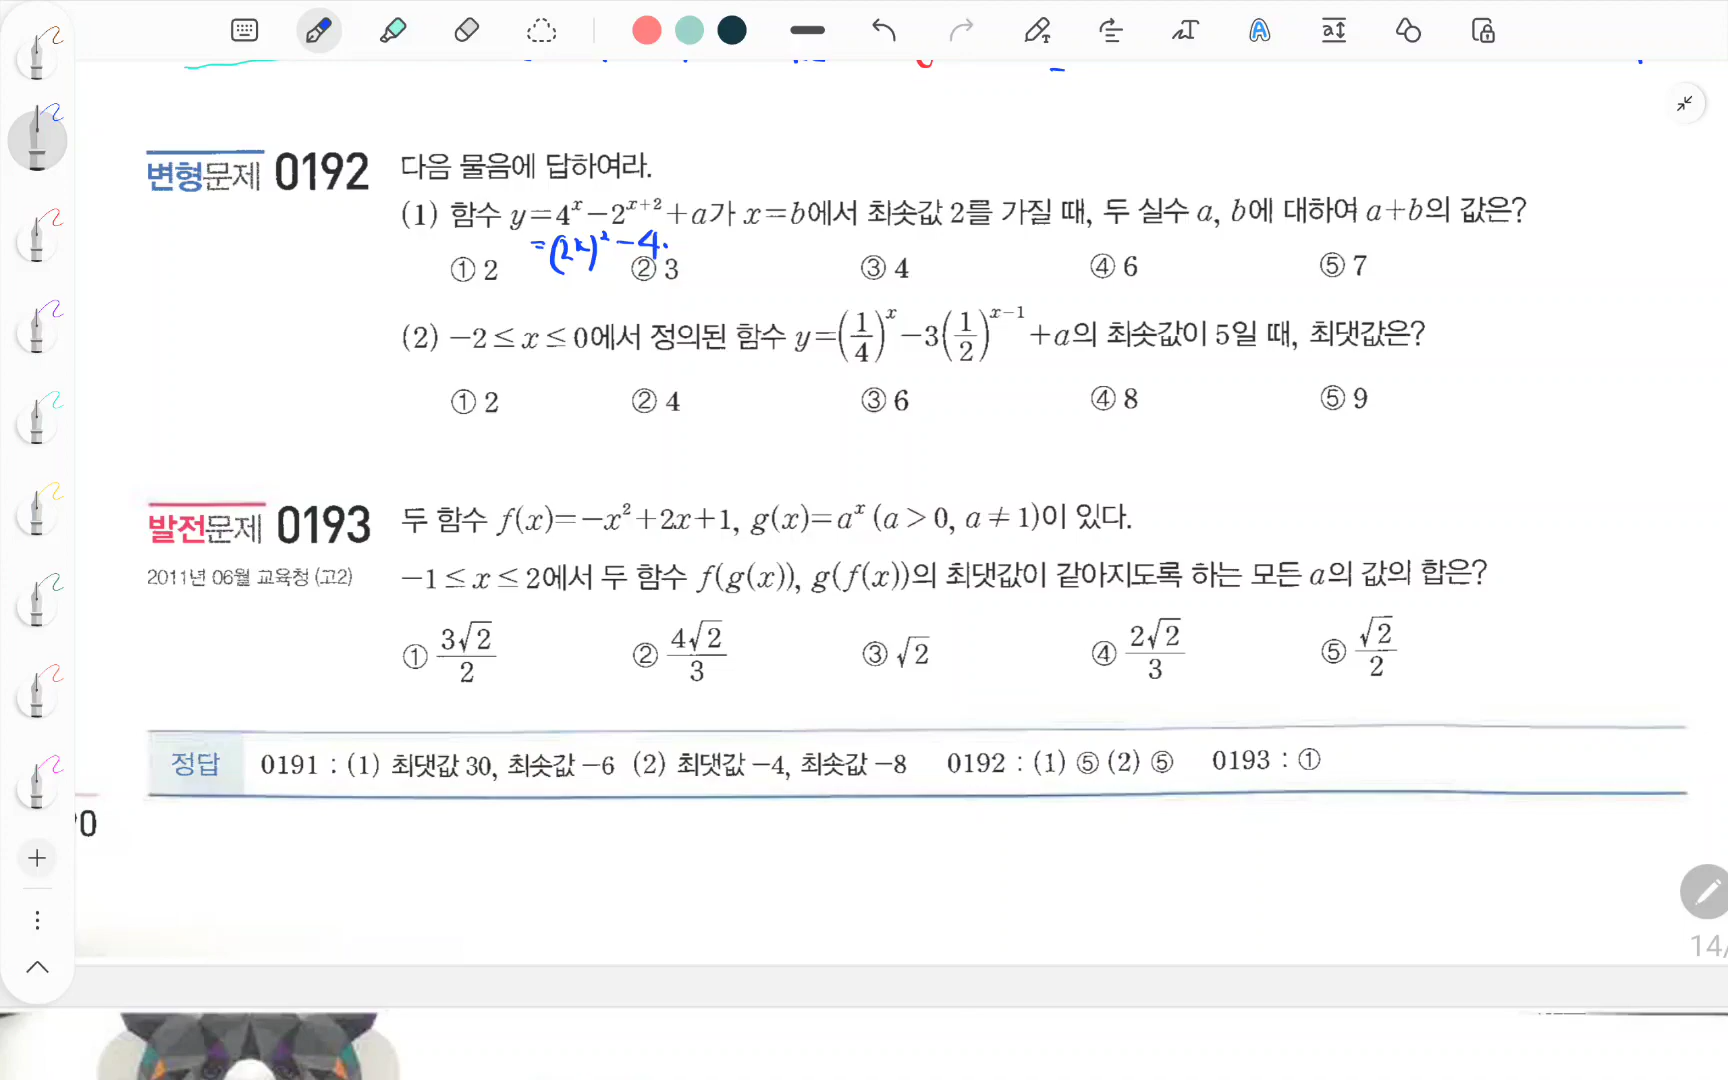 변형문제 0192 다음 물음에 답하여라.
(1) 함수 y=4^x-2^{x+2}+a가 x=b에서 최솟값 2를 가질 때, 두 실수 a, b에 대하여 a+b의 값은?
=(2^x)^2-4·
① 2 ② 3 ③ 4 ④ 6 ⑤ 7
(2) -2≤x≤0에서 정의된 함수 y=(1/4)^x-3(1/2)^{x-1}+a의 최솟값이 5일 때, 최댓값은?
① 2 ② 4 ③ 6 ④ 8 ⑤ 9
발전문제 0193 두 함수 f(x)=-x^2+2x+1, g(x)=a^x (a>0, a≠1)이 있다.
2011년 06월 교육청 (고2) -1≤x≤2에서 두 함수 f(g(x)), g(f(x))의 최댓값이 같아지도록 하는 모든 a의 값의 합은?
① 3√2/2 ② 4√2/3 ③ √2 ④ 2√2/3 ⑤ √2/2
정답 0191 : (1) 최댓값 30, 최솟값 -6 (2) 최댓값 -4, 최솟값 -8 0192 : (1) ⑤ (2) ⑤ 0193 : ①
14/